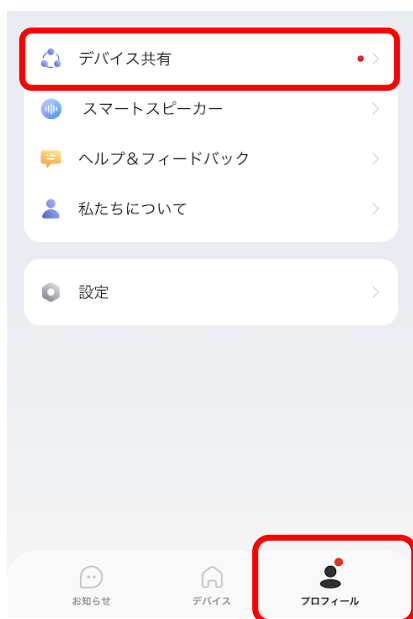 デバイス共有
スマートスピーカー
ヘルプ&フィードバック
私たちについて
設定
お知らせ
デバイス
プロフィール